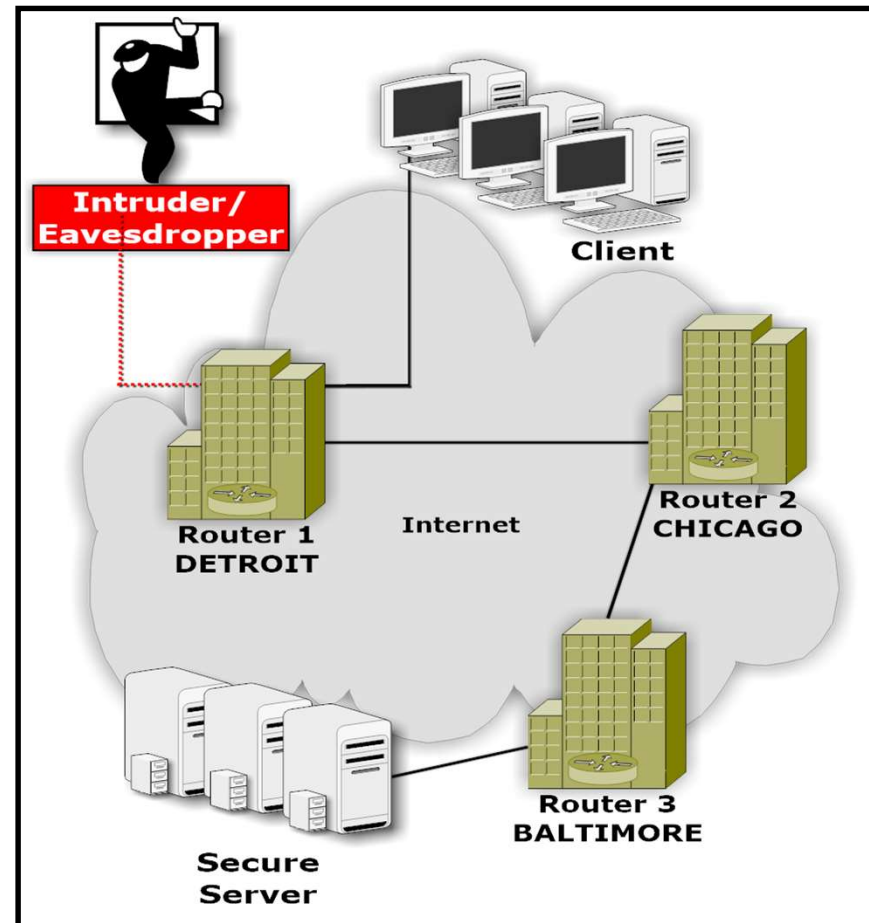 Intruder/
Eavesdropper
Client
Router 1
DETROIT
Internet
Router 2
CHICAGO
Router 3
BALTIMORE
Secure
Server